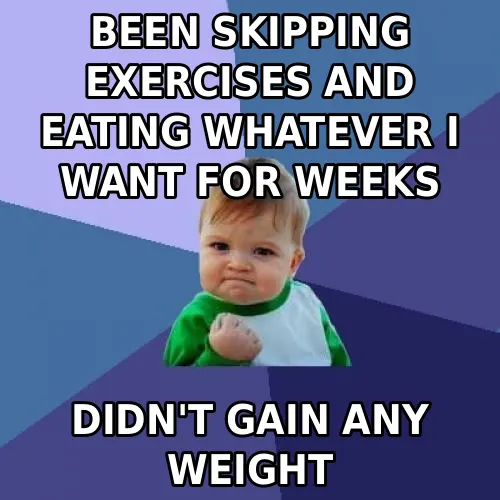 BEEN SKIPPING
EXERCISES AND
EATING WHATEVER I
WANT FOR WEEKS
DIDN'T GAIN ANY
WEIGHT